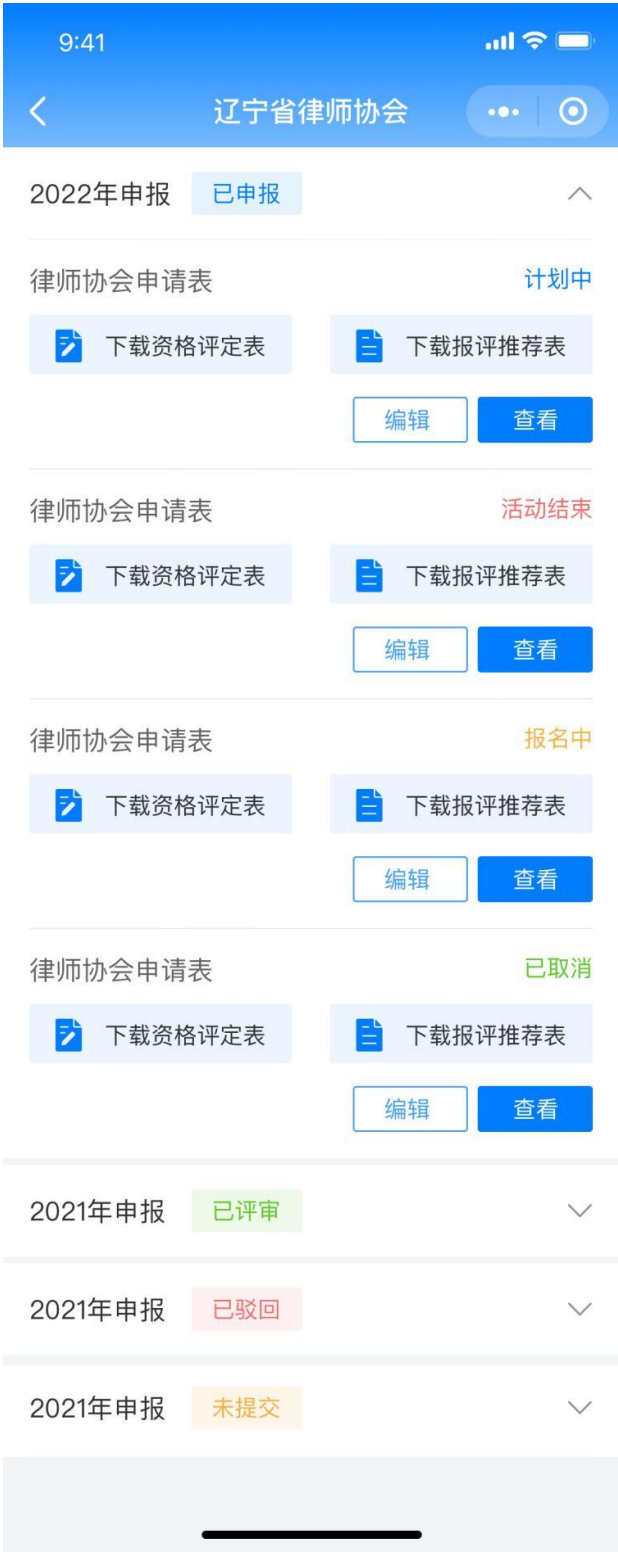 9:41
辽宁省律师协会
2022年申报 已申报
律师协会申请表 计划中
下载资格评定表 下载报评推荐表
编辑 查看
律师协会申请表 活动结束
下载资格评定表 下载报评推荐表
编辑 查看
律师协会申请表 报名中
下载资格评定表 下载报评推荐表
编辑 查看
律师协会申请表 已取消
下载资格评定表 下载报评推荐表
编辑 查看
2021年申报 已评审
2021年申报 已驳回
2021年申报 未提交